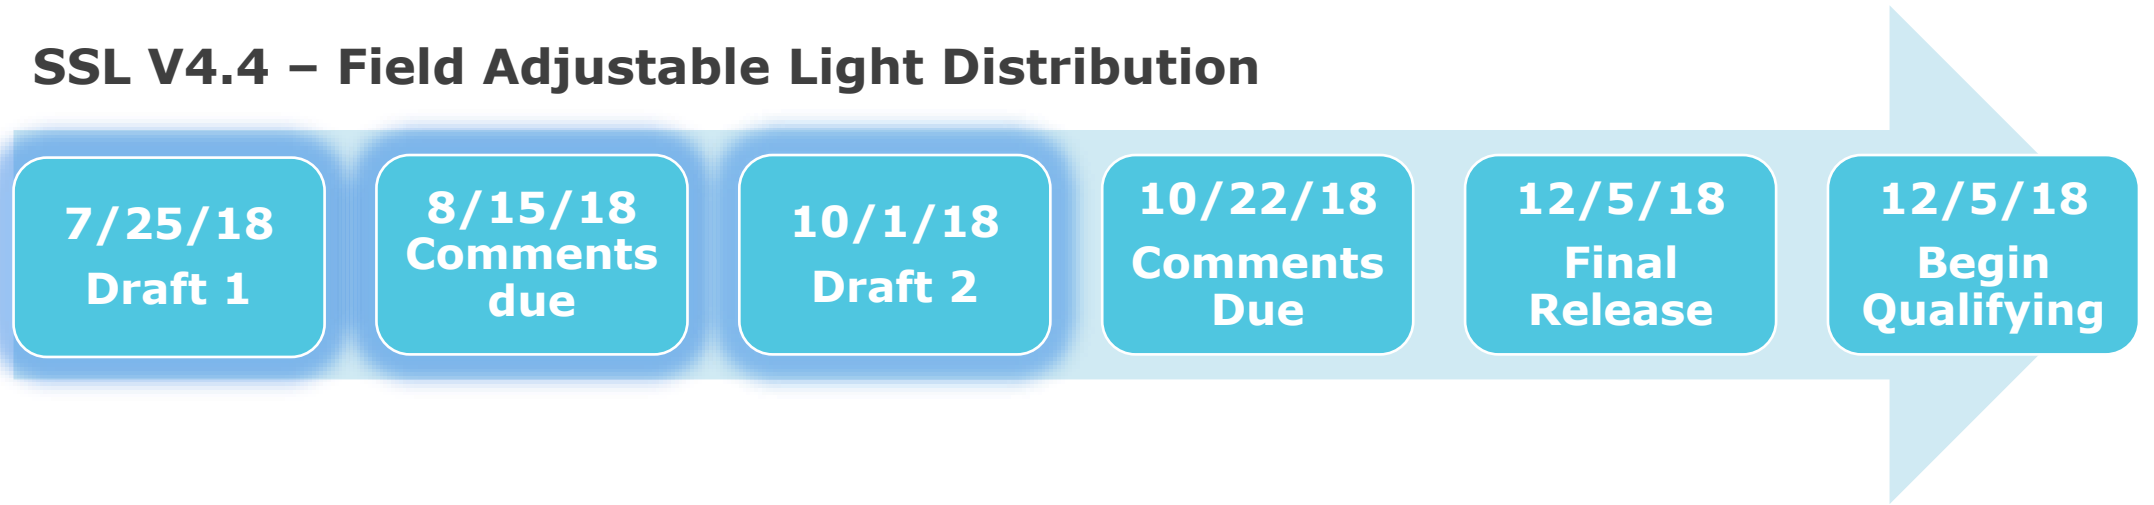 SSL V4.4 – Field Adjustable Light Distribution
7/25/18
Draft 1
8/15/18
Comments
due
10/1/18
Draft 2
10/22/18
Comments
Due
12/5/18
Final
Release
12/5/18
Begin
Qualifying